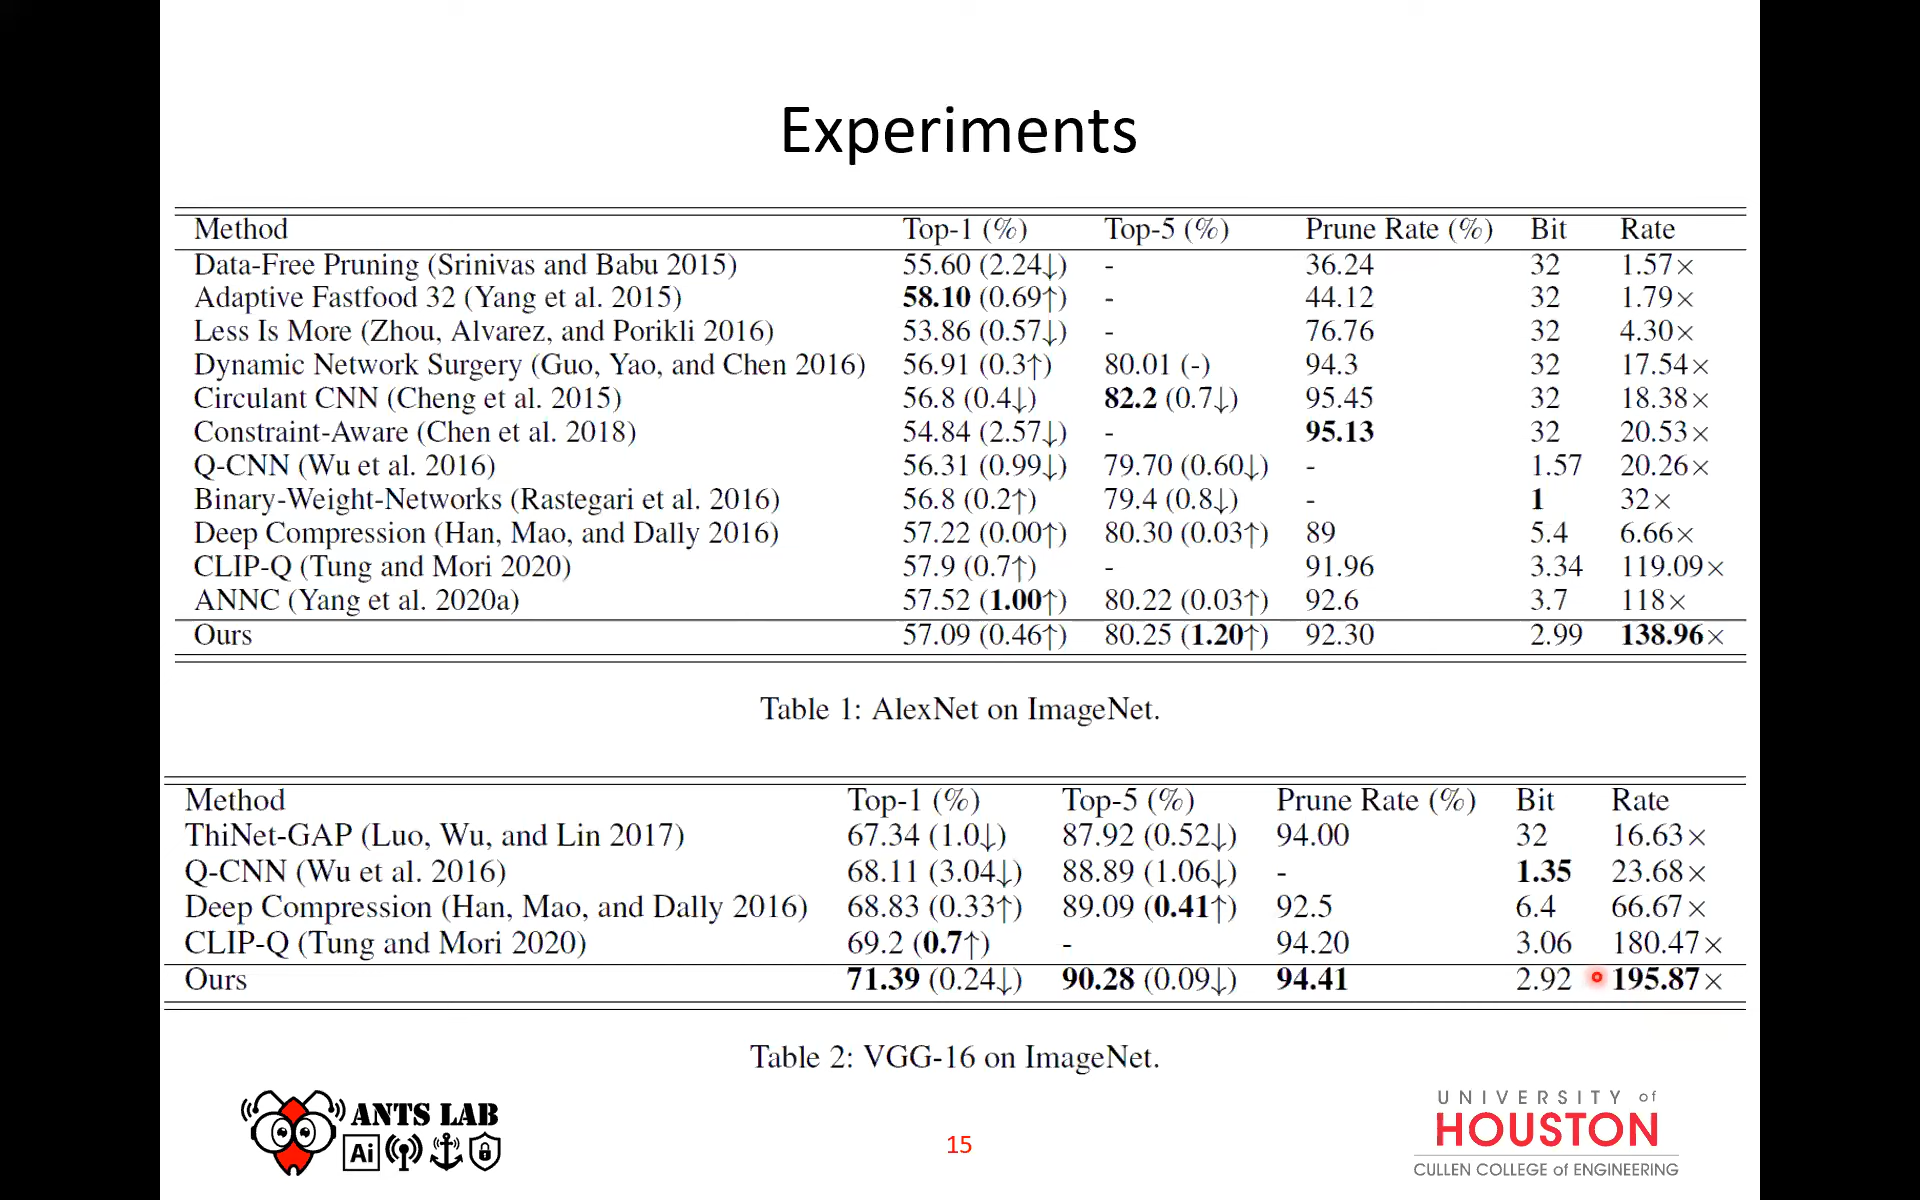 Experiments
Method Top-1 (%) Top-5 (%) Prune Rate (%) Bit Rate
Data-Free Pruning (Srinivas and Babu 2015) 55.60 (2.24↓) - 36.24 32 1.57×
Adaptive Fastfood 32 (Yang et al. 2015) 58.10 (0.69↑) - 44.12 32 1.79×
Less Is More (Zhou, Alvarez, and Porikli 2016) 53.86 (0.57↓) - 76.76 32 4.30×
Dynamic Network Surgery (Guo, Yao, and Chen 2016) 56.91 (0.3↑) 80.01 (-) 94.3 32 17.54×
Circulant CNN (Cheng et al. 2015) 56.8 (0.4↓) 82.2 (0.7↓) 95.45 32 18.38×
Constraint-Aware (Chen et al. 2018) 54.84 (2.57↓) - 95.13 32 20.53×
Q-CNN (Wu et al. 2016) 56.31 (0.99↓) 79.70 (0.60↓) - 1.57 20.26×
Binary-Weight-Networks (Rastegari et al. 2016) 56.8 (0.2↑) 79.4 (0.8↓) - 1 32×
Deep Compression (Han, Mao, and Dally 2016) 57.22 (0.00↑) 80.30 (0.03↑) 89 5.4 6.66×
CLIP-Q (Tung and Mori 2020) 57.9 (0.7↑) - 91.96 3.34 119.09×
ANNC (Yang et al. 2020a) 57.52 (1.00↑) 80.22 (0.03↑) 92.6 3.7 118×
Ours 57.09 (0.46↑) 80.25 (1.20↑) 92.30 2.99 138.96×
Table 1: AlexNet on ImageNet.
Method Top-1 (%) Top-5 (%) Prune Rate (%) Bit Rate
ThiNet-GAP (Luo, Wu, and Lin 2017) 67.34 (1.0↓) 87.92 (0.52↓) 94.00 32 16.63×
Q-CNN (Wu et al. 2016) 68.11 (3.04↓) 88.89 (1.06↓) - 1.35 23.68×
Deep Compression (Han, Mao, and Dally 2016) 68.83 (0.33↑) 89.09 (0.41↑) 92.5 6.4 66.67×
CLIP-Q (Tung and Mori 2020) 69.2 (0.7↑) - 94.20 3.06 180.47×
Ours 71.39 (0.24↓) 90.28 (0.09↓) 94.41 2.92 195.87×
Table 2: VGG-16 on ImageNet.
ANTS LAB
Ai
15
UNIVERSITY of
HOUSTON
CULLEN COLLEGE of ENGINEERING